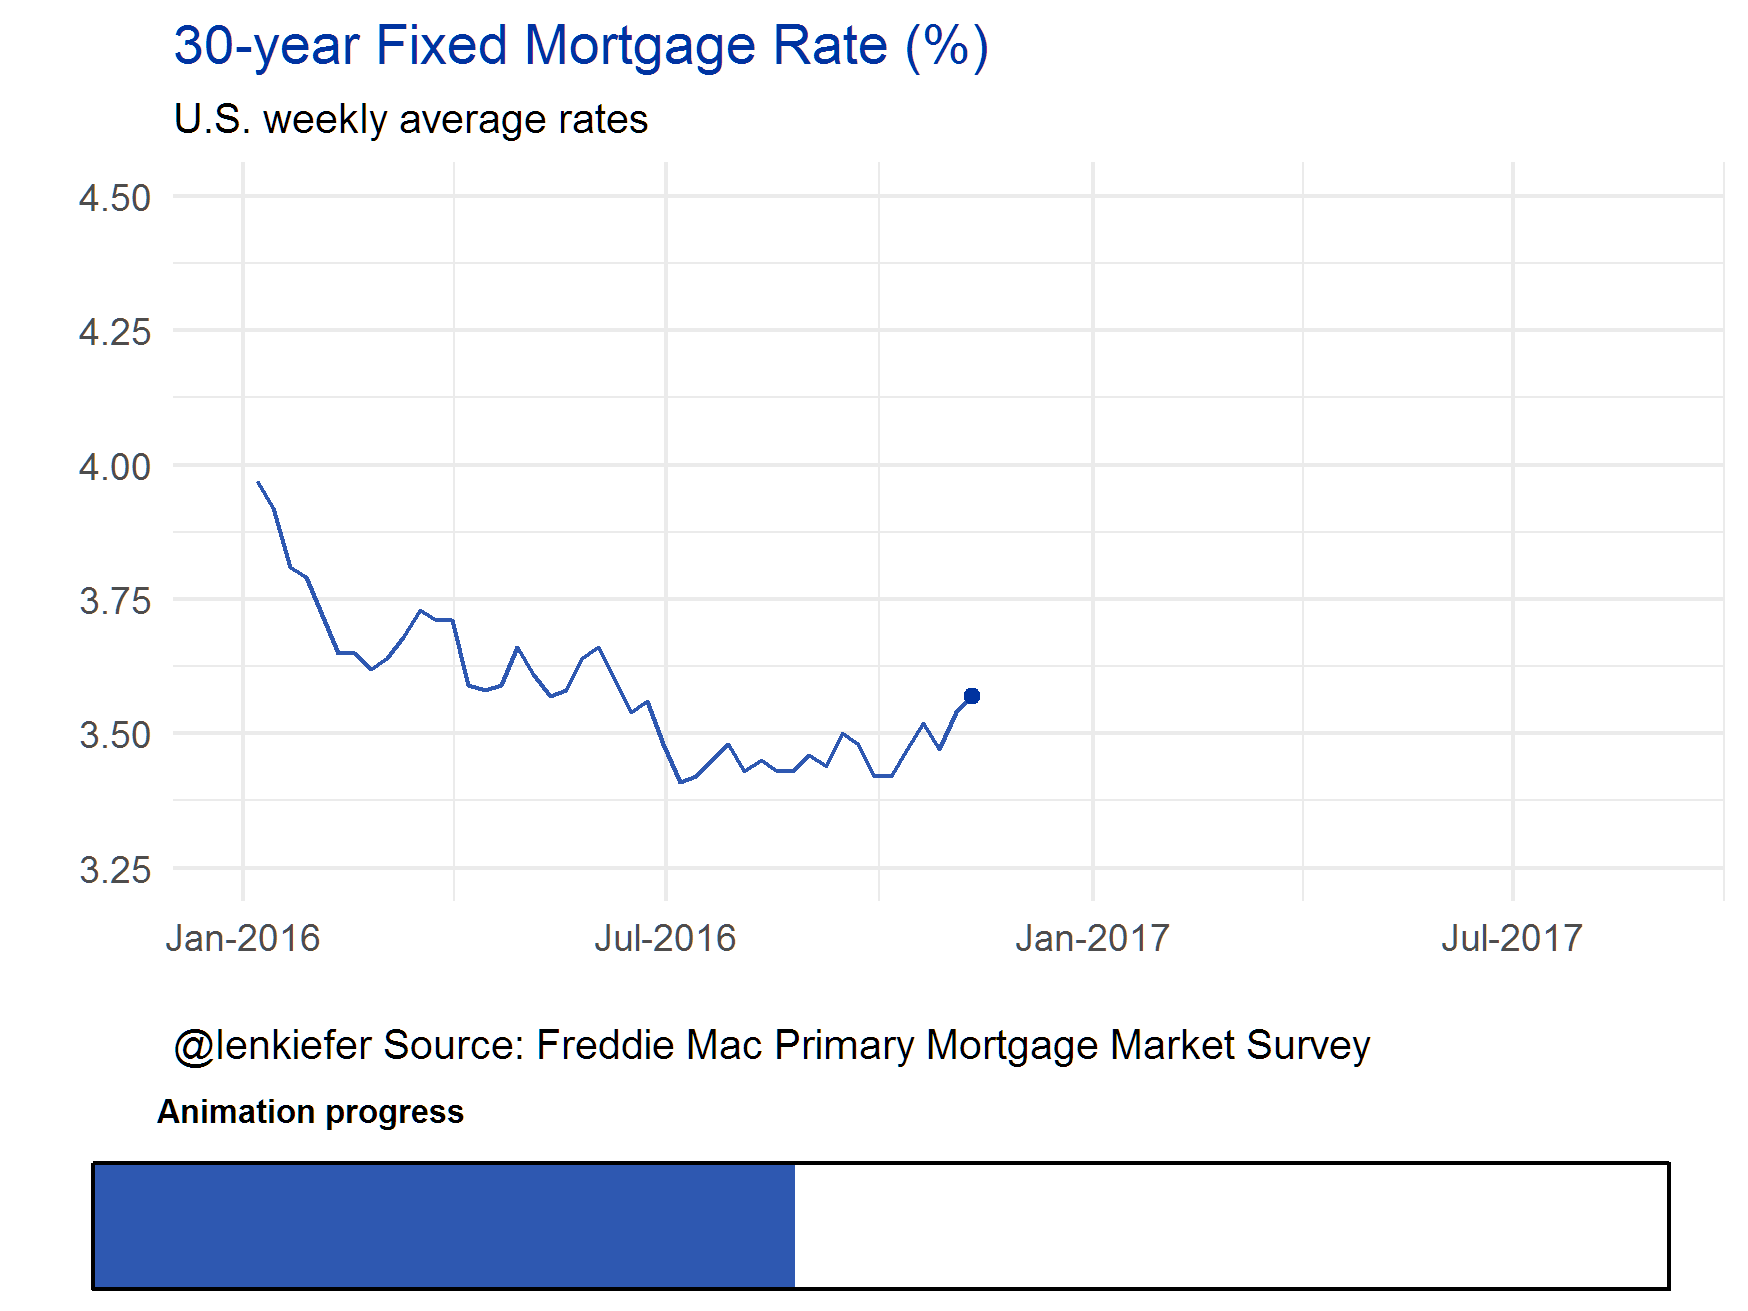 30-year Fixed Mortgage Rate (%)
U.S. weekly average rates
4.50
4.25
4.00
3.75
3.50
3.25
Jan-2016 Jul-2016 Jan-2017 Jul-2017
@lenkiefer Source: Freddie Mac Primary Mortgage Market Survey
Animation progress